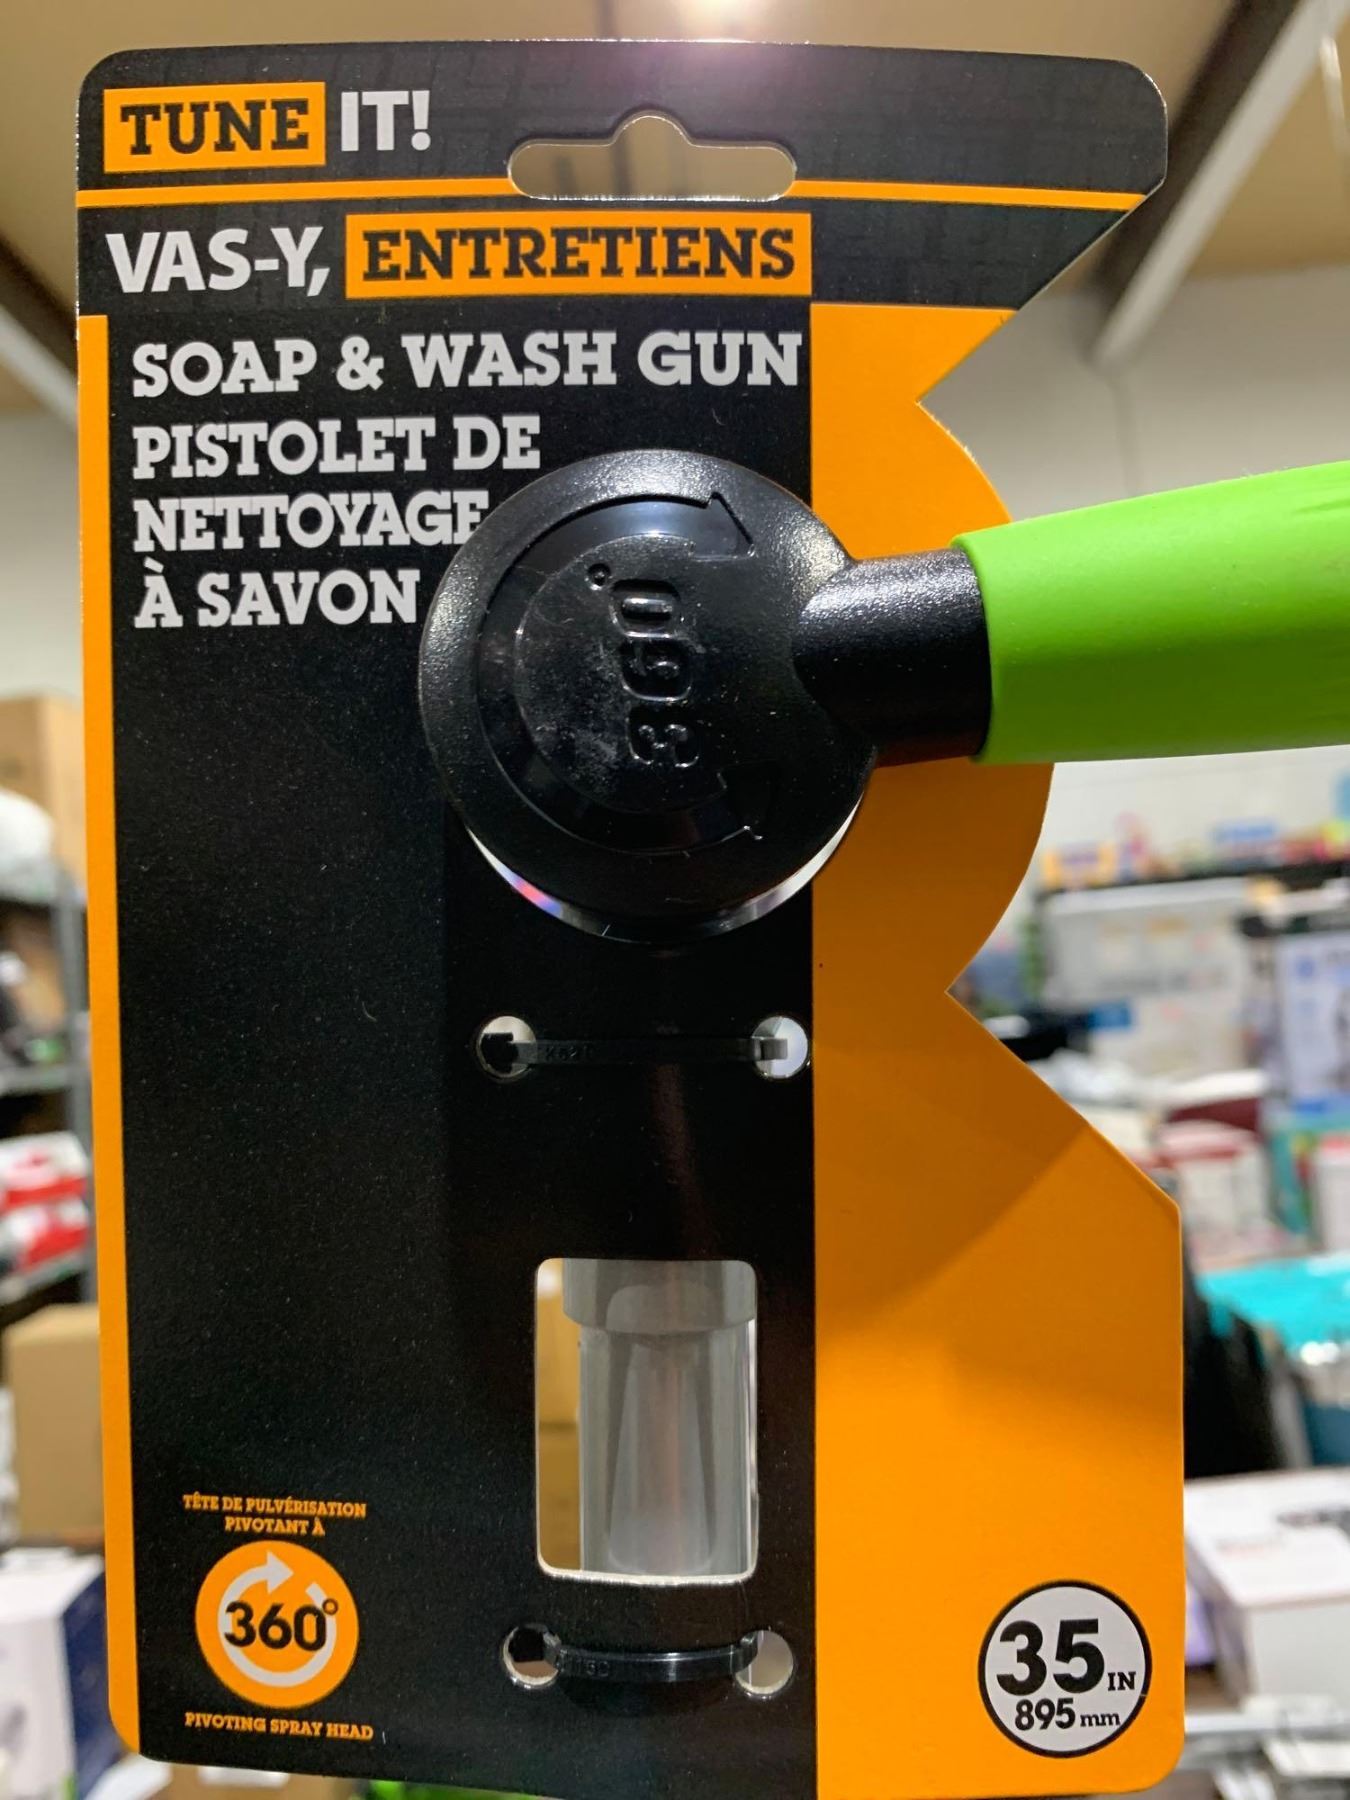 TUNE IT!
VAS-Y, ENTRETIENS
SOAP & WASH GUN
PISTOLET DE
NETTOYAGE
À SAVON
360°
TÊTE DE PULVÉRISATION
PIVOTANT À
360°
PIVOTING SPRAY HEAD
35 IN
895 mm